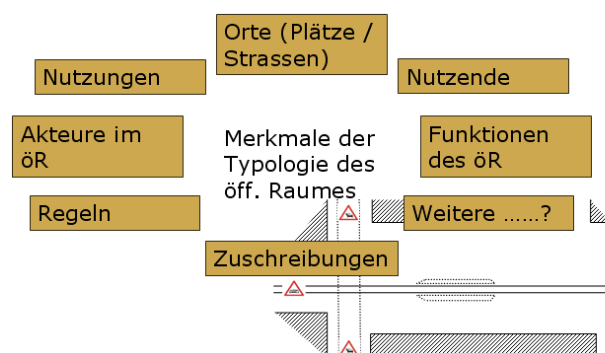 Orte (Plätze /
Strassen)
Nutzungen
Nutzende
Akteure im
öR
Merkmale der
Typologie des
öff. Raumes
Funktionen
des öR
Regeln
Weitere ......?
Zuschreibungen